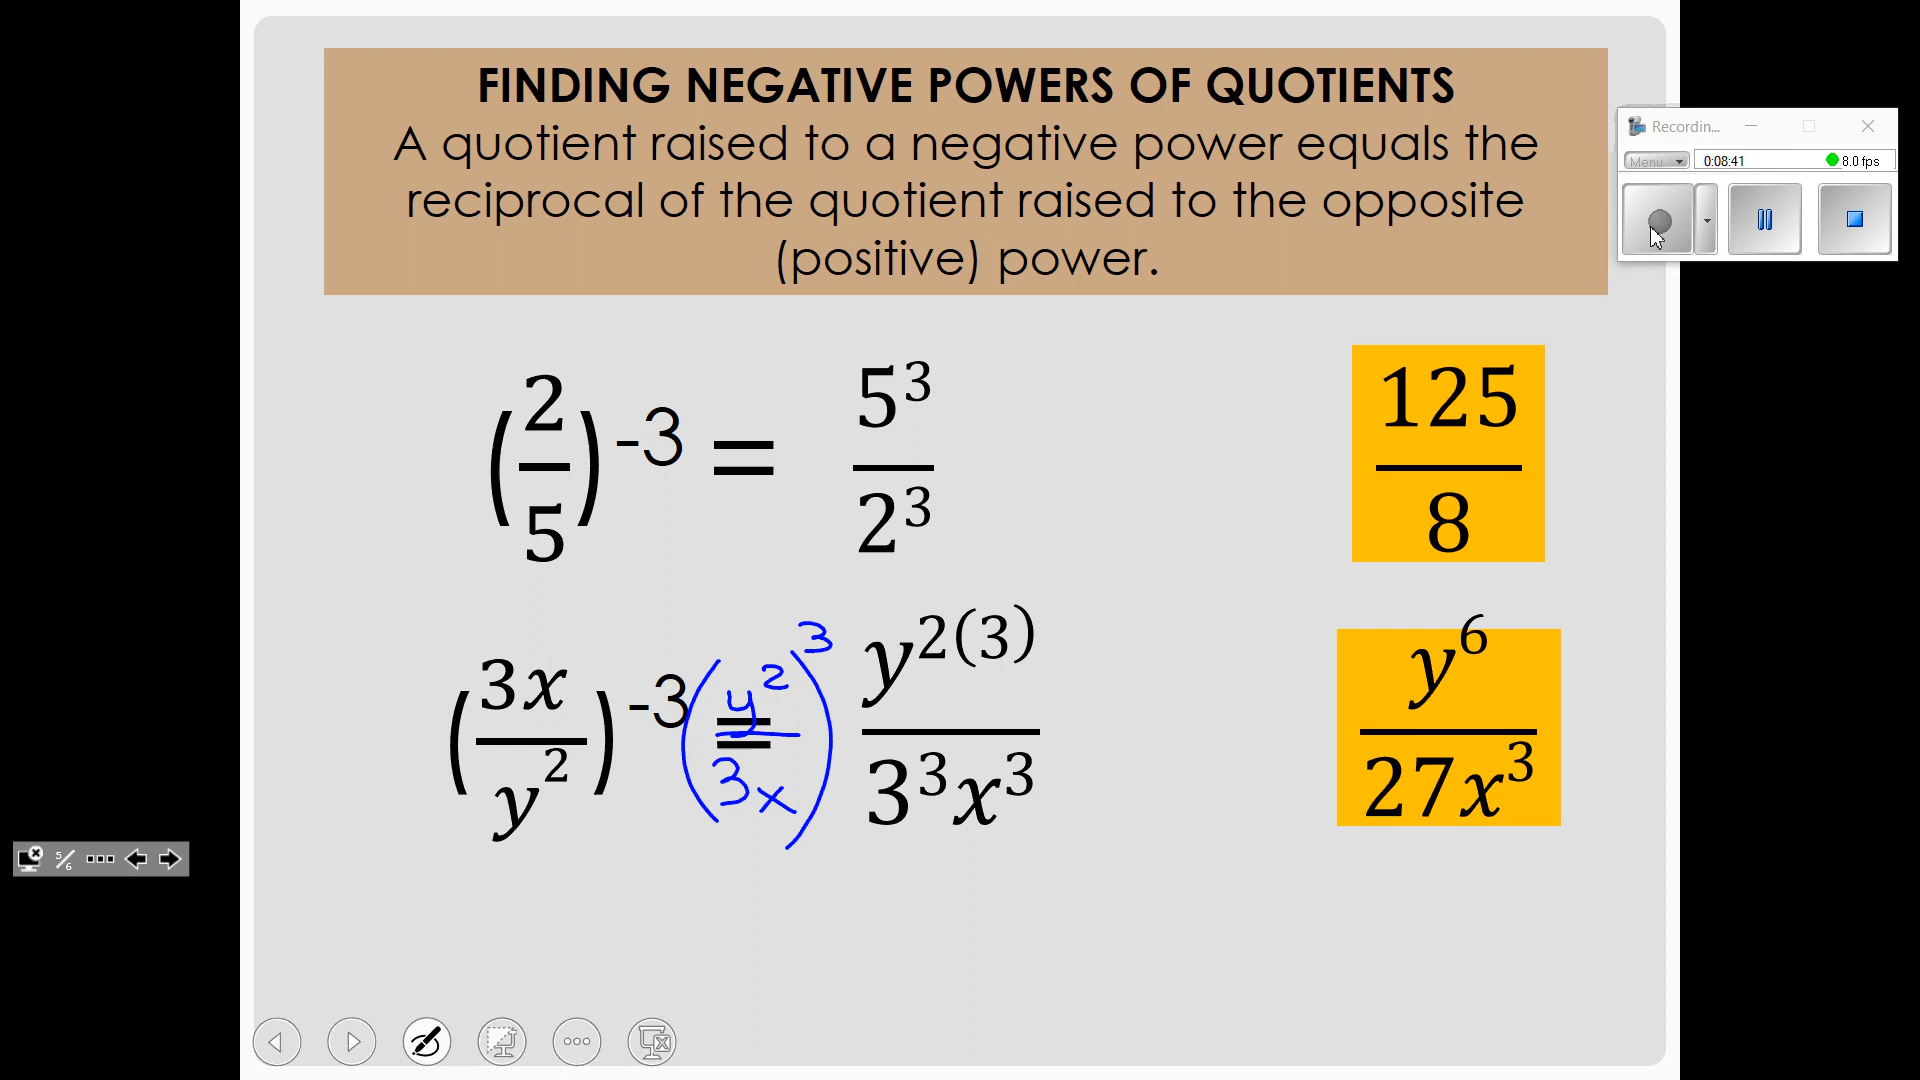 FINDING NEGATIVE POWERS OF QUOTIENTS
A quotient raised to a negative power equals the
reciprocal of the quotient raised to the opposite
(positive) power.
Recordin...
Menu 0:08:41 8.0 fps
(2/5)^-3 = 5^3/2^3 125/8
(3x/y^2)^-3 = (y^2/3x)^3 y^2(3)/3^3x^3 y^6/27x^3
5/6